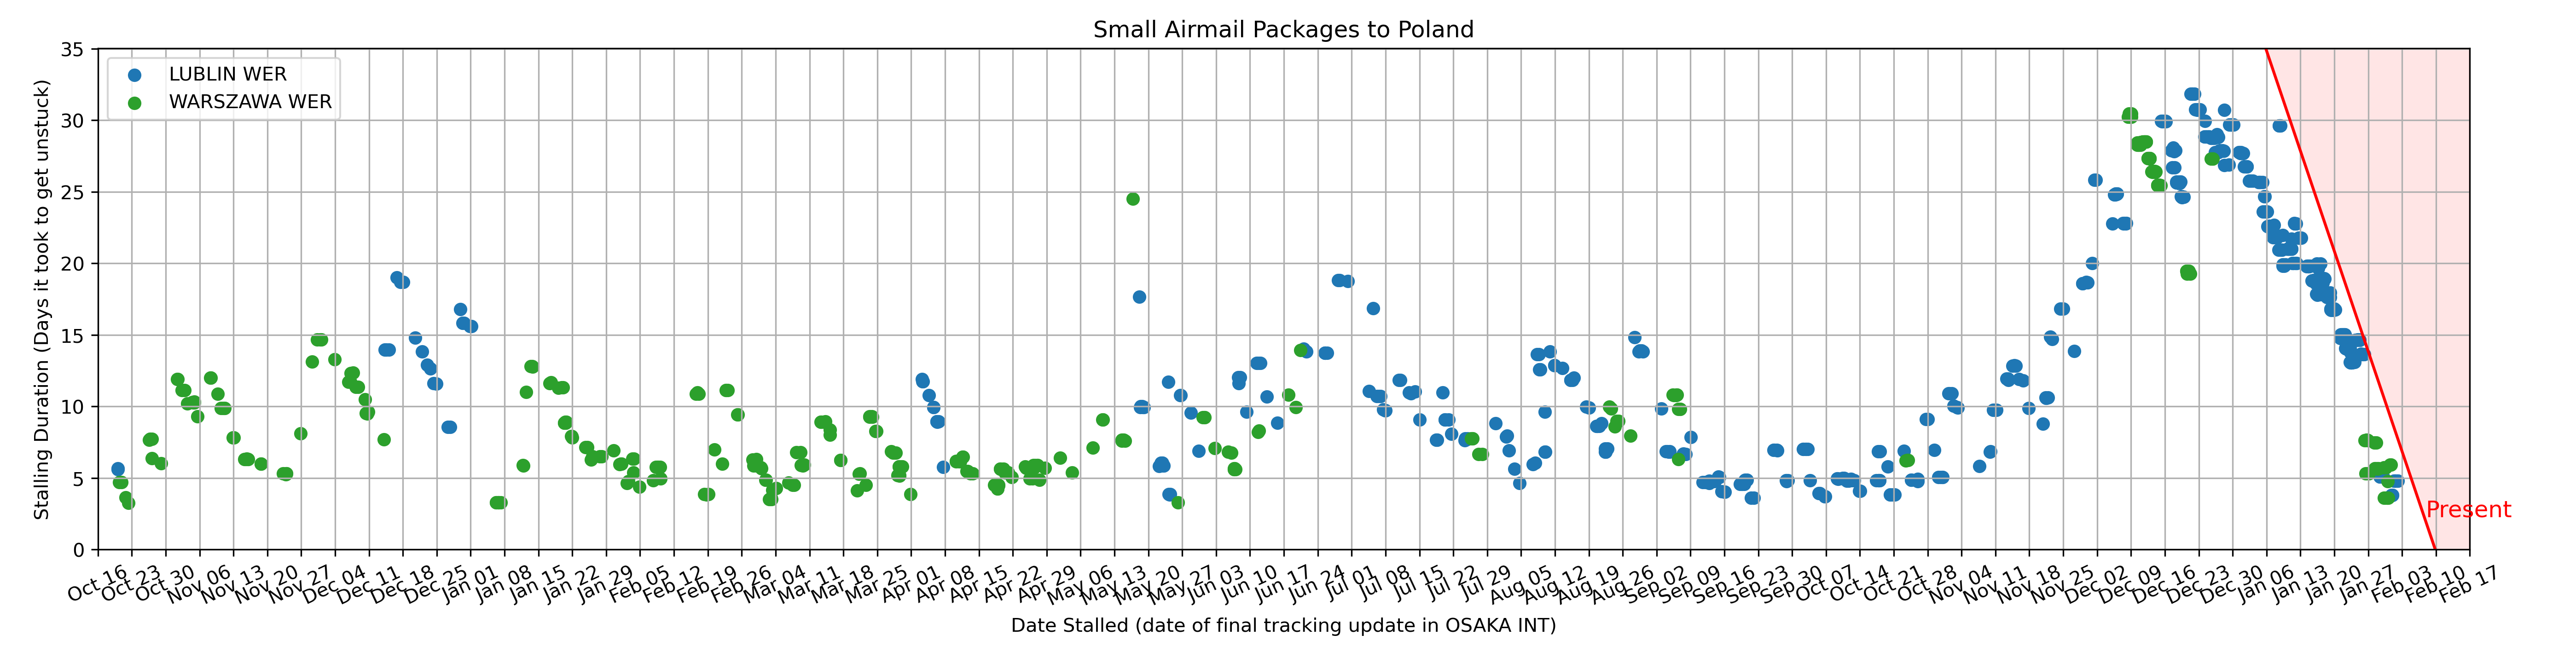 Small Airmail Packages to Poland
LUBLIN WER
WARSZAWA WER
Stalling Duration (Days it took to get unstuck)
35
30
25
20
15
10
5
0
Present
Oct 16
Oct 23
Oct 30
Nov 06
Nov 13
Nov 20
Nov 27
Dec 04
Dec 11
Dec 18
Dec 25
Jan 01
Jan 08
Jan 15
Jan 22
Jan 29
Feb 05
Feb 12
Feb 19
Feb 26
Mar 04
Mar 11
Mar 18
Mar 25
Apr 01
Apr 08
Apr 15
Apr 22
Apr 29
May 06
May 13
May 20
May 27
Jun 03
Jun 10
Jun 17
Jun 24
Jul 01
Jul 08
Jul 15
Jul 22
Jul 29
Aug 05
Aug 12
Aug 19
Aug 26
Sep 02
Sep 09
Sep 16
Sep 23
Sep 30
Oct 07
Oct 14
Oct 21
Oct 28
Nov 04
Nov 11
Nov 18
Nov 25
Dec 02
Dec 09
Dec 16
Dec 23
Dec 30
Jan 06
Jan 13
Jan 20
Jan 27
Feb 03
Feb 10
Feb 17
Date Stalled (date of final tracking update in OSAKA INT)